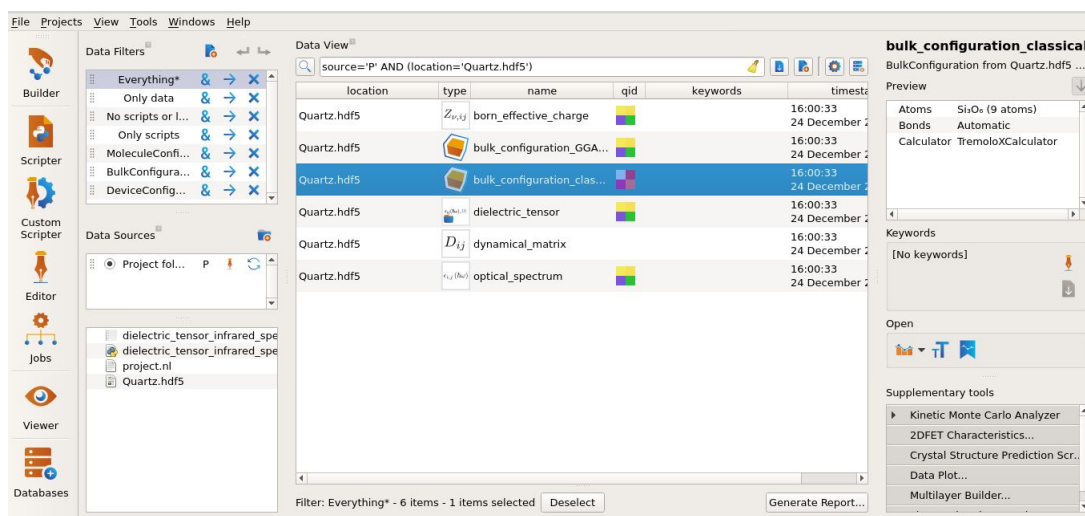 File Projects View Tools Windows Help
Builder
Scripter
Custom
Scripter
Editor
Jobs
Viewer
Databases
Data Filters
Everything*
Only data
No scripts or l...
Only scripts
MoleculeConfi...
BulkConfigura...
DeviceConfig...
Data Sources
Project fol... P
dielectric_tensor_infrared_spe
dielectric_tensor_infrared_spe
project.nl
Quartz.hdf5
Data View
source='P' AND (location='Quartz.hdf5')
location type name qid keywords timesta
Quartz.hdf5 Zν,ij born_effective_charge 16:00:33
24 December 2
Quartz.hdf5 bulk_configuration_GGA... 16:00:33
24 December 2
Quartz.hdf5 bulk_configuration_clas... 16:00:33
24 December 2
Quartz.hdf5 dielectric_tensor 16:00:33
24 December 2
Quartz.hdf5 Dij dynamical_matrix 16:00:33
24 December 2
Quartz.hdf5 optical_spectrum 16:00:33
24 December 2
Filter: Everything* - 6 items - 1 items selected Deselect Generate Report...
bulk_configuration_classical
BulkConfiguration from Quartz.hdf5 ...
Preview
Atoms Si₃O₆ (9 atoms)
Bonds Automatic
Calculator TremoloXCalculator
Keywords
[No keywords]
Open
Supplementary tools
Kinetic Monte Carlo Analyzer
2DFET Characteristics...
Crystal Structure Prediction Scr..
Data Plot...
Multilayer Builder...